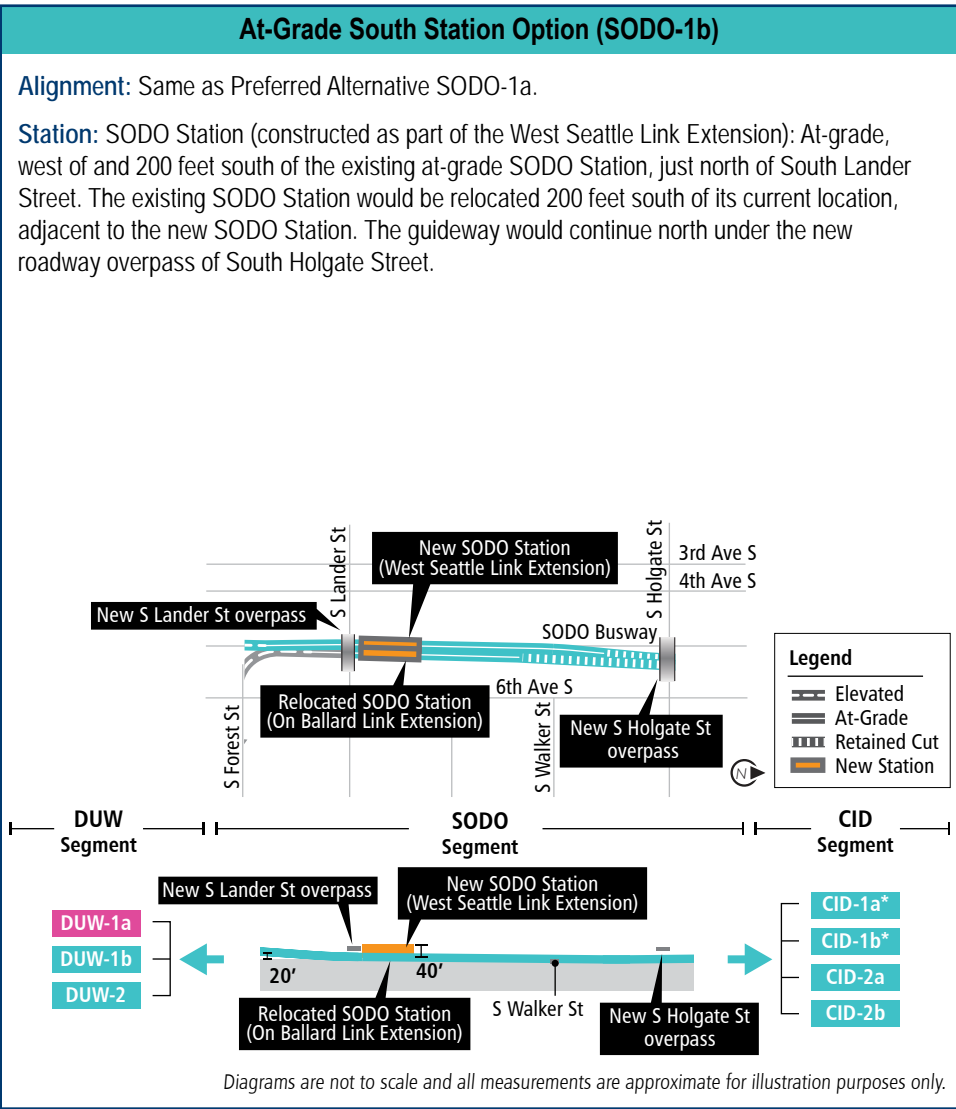 At-Grade South Station Option (SODO-1b)
Alignment: Same as Preferred Alternative SODO-1a.
Station: SODO Station (constructed as part of the West Seattle Link Extension): At-grade,
west of and 200 feet south of the existing at-grade SODO Station, just north of South Lander
Street. The existing SODO Station would be relocated 200 feet south of its current location,
adjacent to the new SODO Station. The guideway would continue north under the new
roadway overpass of South Holgate Street.
S Lander St
New SODO Station
(West Seattle Link Extension)
S Holgate St
3rd Ave S
4th Ave S
New S Lander St overpass
SODO Busway
6th Ave S
Relocated SODO Station
(On Ballard Link Extension)
S Forest St
S Walker St
New S Holgate St
overpass
N
Legend
Elevated
At-Grade
Retained Cut
New Station
DUW
Segment
SODO
Segment
CID
Segment
New S Lander St overpass
New SODO Station
(West Seattle Link Extension)
DUW-1a
DUW-1b
DUW-2
20’
40’
Relocated SODO Station
(On Ballard Link Extension)
S Walker St
New S Holgate St
overpass
CID-1a*
CID-1b*
CID-2a
CID-2b
Diagrams are not to scale and all measurements are approximate for illustration purposes only.